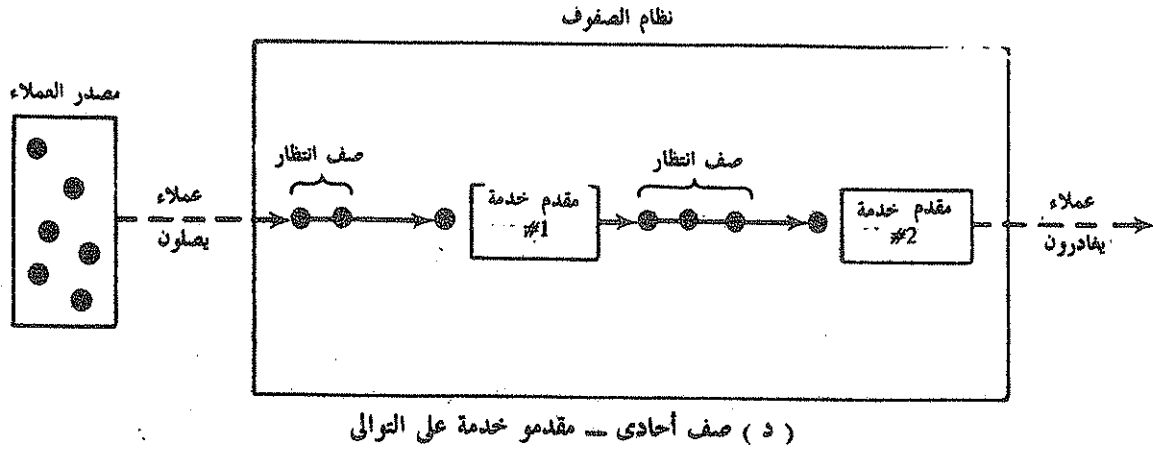 نظام الصفوف
مصدر العملاء
صف انتظار
صف انتظار
عملاء
يصلون
مقدم خدمة
#1
مقدم خدمة
#2
عملاء
يغادرون
( د ) صف أحادى – مقدمو خدمة على التوالى